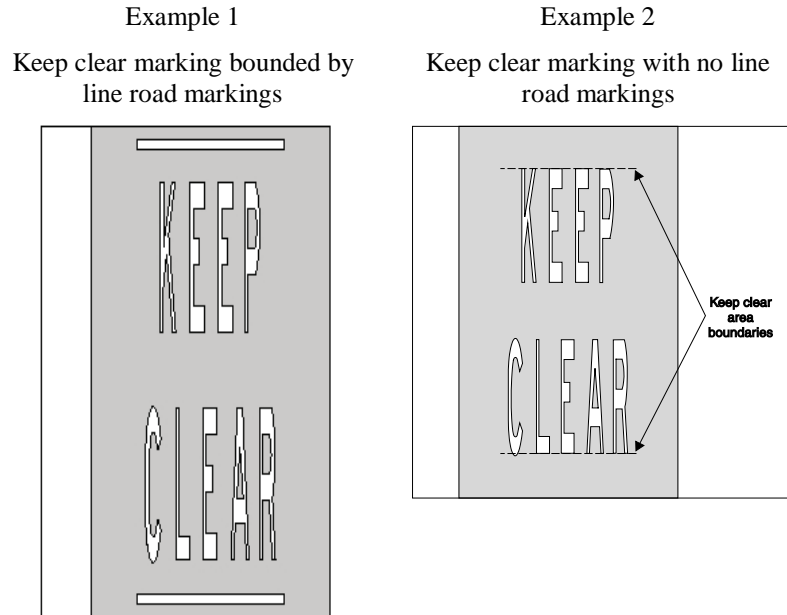 Example 1
Keep clear marking bounded by
line road markings
KEEP
CLEAR
Example 2
Keep clear marking with no line
road markings
KEEP
CLEAR
Keep clear
area
boundaries